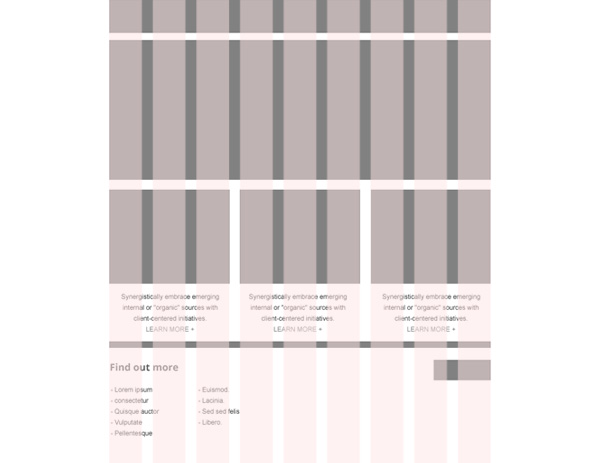 Synergistically embrace emerging
internal or "organic" sources with
client-centered initiatives.
LEARN MORE +
Synergistically embrace emerging
internal or "organic" sources with
client-centered initiatives.
LEARN MORE +
Synergistically embrace emerging
internal or "organic" sources with
client-centered initiatives.
LEARN MORE +
Find out more
- Lorem ipsum
- consectetur
- Quisque auctor
- Vulputate
- Pellentesque
- Euismod.
- Lacinia
- Sed sed felis
- Libero.